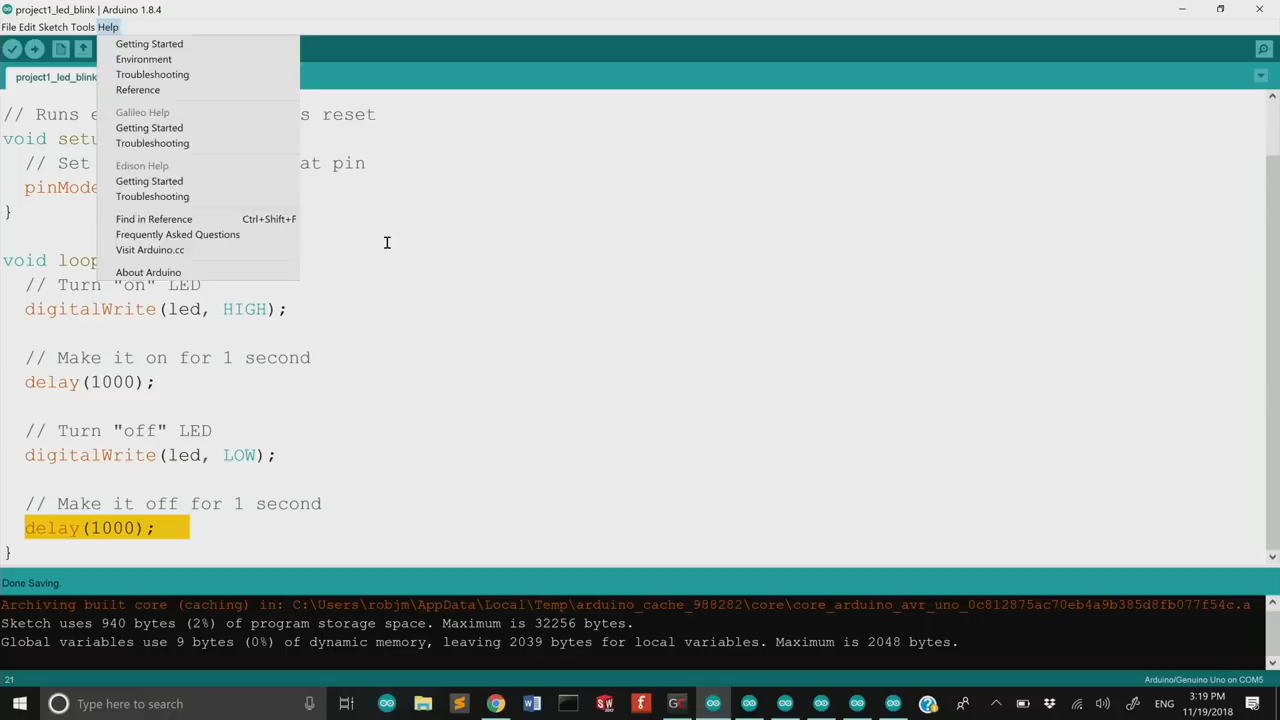 project1_led_blink | Arduino 1.8.4
File Edit Sketch Tools Help
Getting Started
Environment
Troubleshooting
Reference
Galileo Help
Getting Started
Troubleshooting
Edison Help
Getting Started
Troubleshooting
Find in Reference Ctrl+Shift+F
Frequently Asked Questions
Visit Arduino.cc
About Arduino
project1_led_blink
// Runs e s reset
void setu
// Set at pin
pinMode
}
void loop
// Turn "on" LED
digitalWrite(led, HIGH);
// Make it on for 1 second
delay(1000);
// Turn "off" LED
digitalWrite(led, LOW);
// Make it off for 1 second
delay(1000);
}
Done Saving.
Archiving built core (caching) in: C:\Users\robjm\AppData\Local\Temp\arduino_cache_988282\core\core_arduino_avr_uno_0c812875ac70eb4a9b385d8fb077f54c.a
Sketch uses 940 bytes (2%) of program storage space. Maximum is 32256 bytes.
Global variables use 9 bytes (0%) of dynamic memory, leaving 2039 bytes for local variables. Maximum is 2048 bytes.
21 Arduino/Genuino Uno on COM5
Type here to search
ENG
3:19 PM
11/19/2018